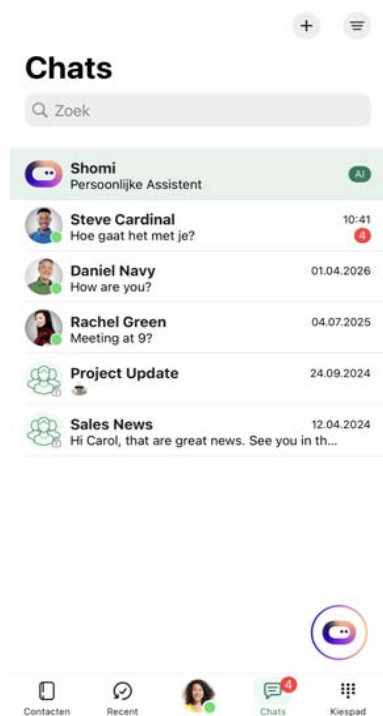 Chats
Zoek
Shomi
AI
Persoonlijke Assistent
Steve Cardinal
10:41
Hoe gaat het met je?
4
Daniel Navy
01.04.2026
How are you?
Rachel Green
04.07.2025
Meeting at 9?
Project Update
24.09.2024
☕
Sales News
12.04.2024
Hi Carol, that are great news. See you in th...
4
Contacten
Recent
Chats
Kiespad